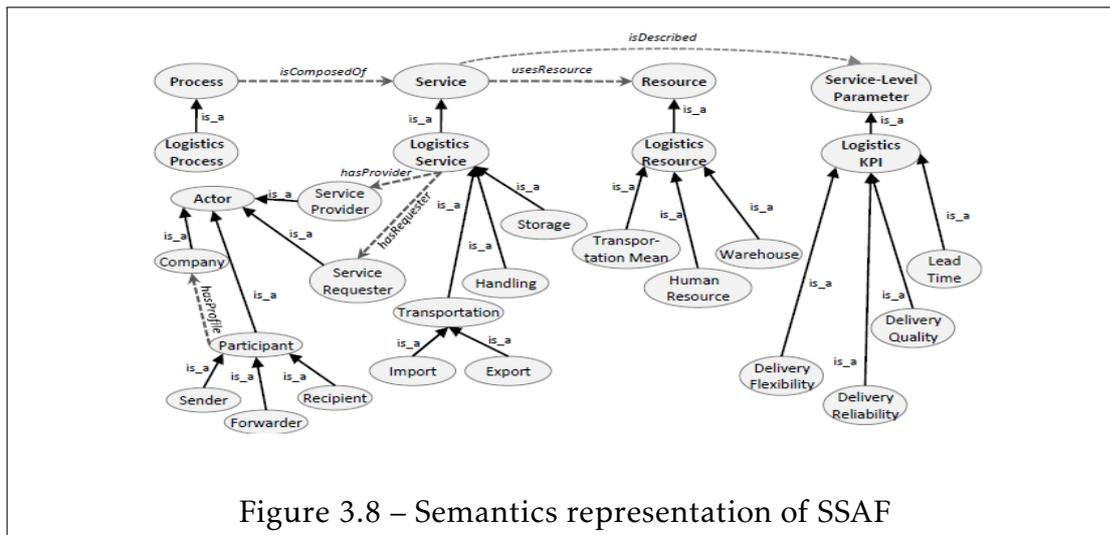 isDescribed
Process
isComposedOf
Service
usesResource
Resource
Service-Level
Parameter
is_a
is_a
is_a
is_a
Logistics
Process
Logistics
Service
Logistics
Resource
Logistics
KPI
hasProvider
hasRequester
Actor
is_a
Service
Provider
is_a
is_a
Storage
is_a
is_a
is_a
is_a
is_a
Company
is_a
Service
Requester
is_a
Handling
Transpor-
tation Mean
Human
Resource
Warehouse
is_a
Lead
Time
hasProfile
is_a
Transportation
is_a
is_a
Delivery
Quality
Participant
is_a
is_a
Import
Export
is_a
is_a
is_a
is_a
Sender
Forwarder
Recipient
Delivery
Flexibility
Delivery
Reliability
Figure 3.8 – Semantics representation of SSAF